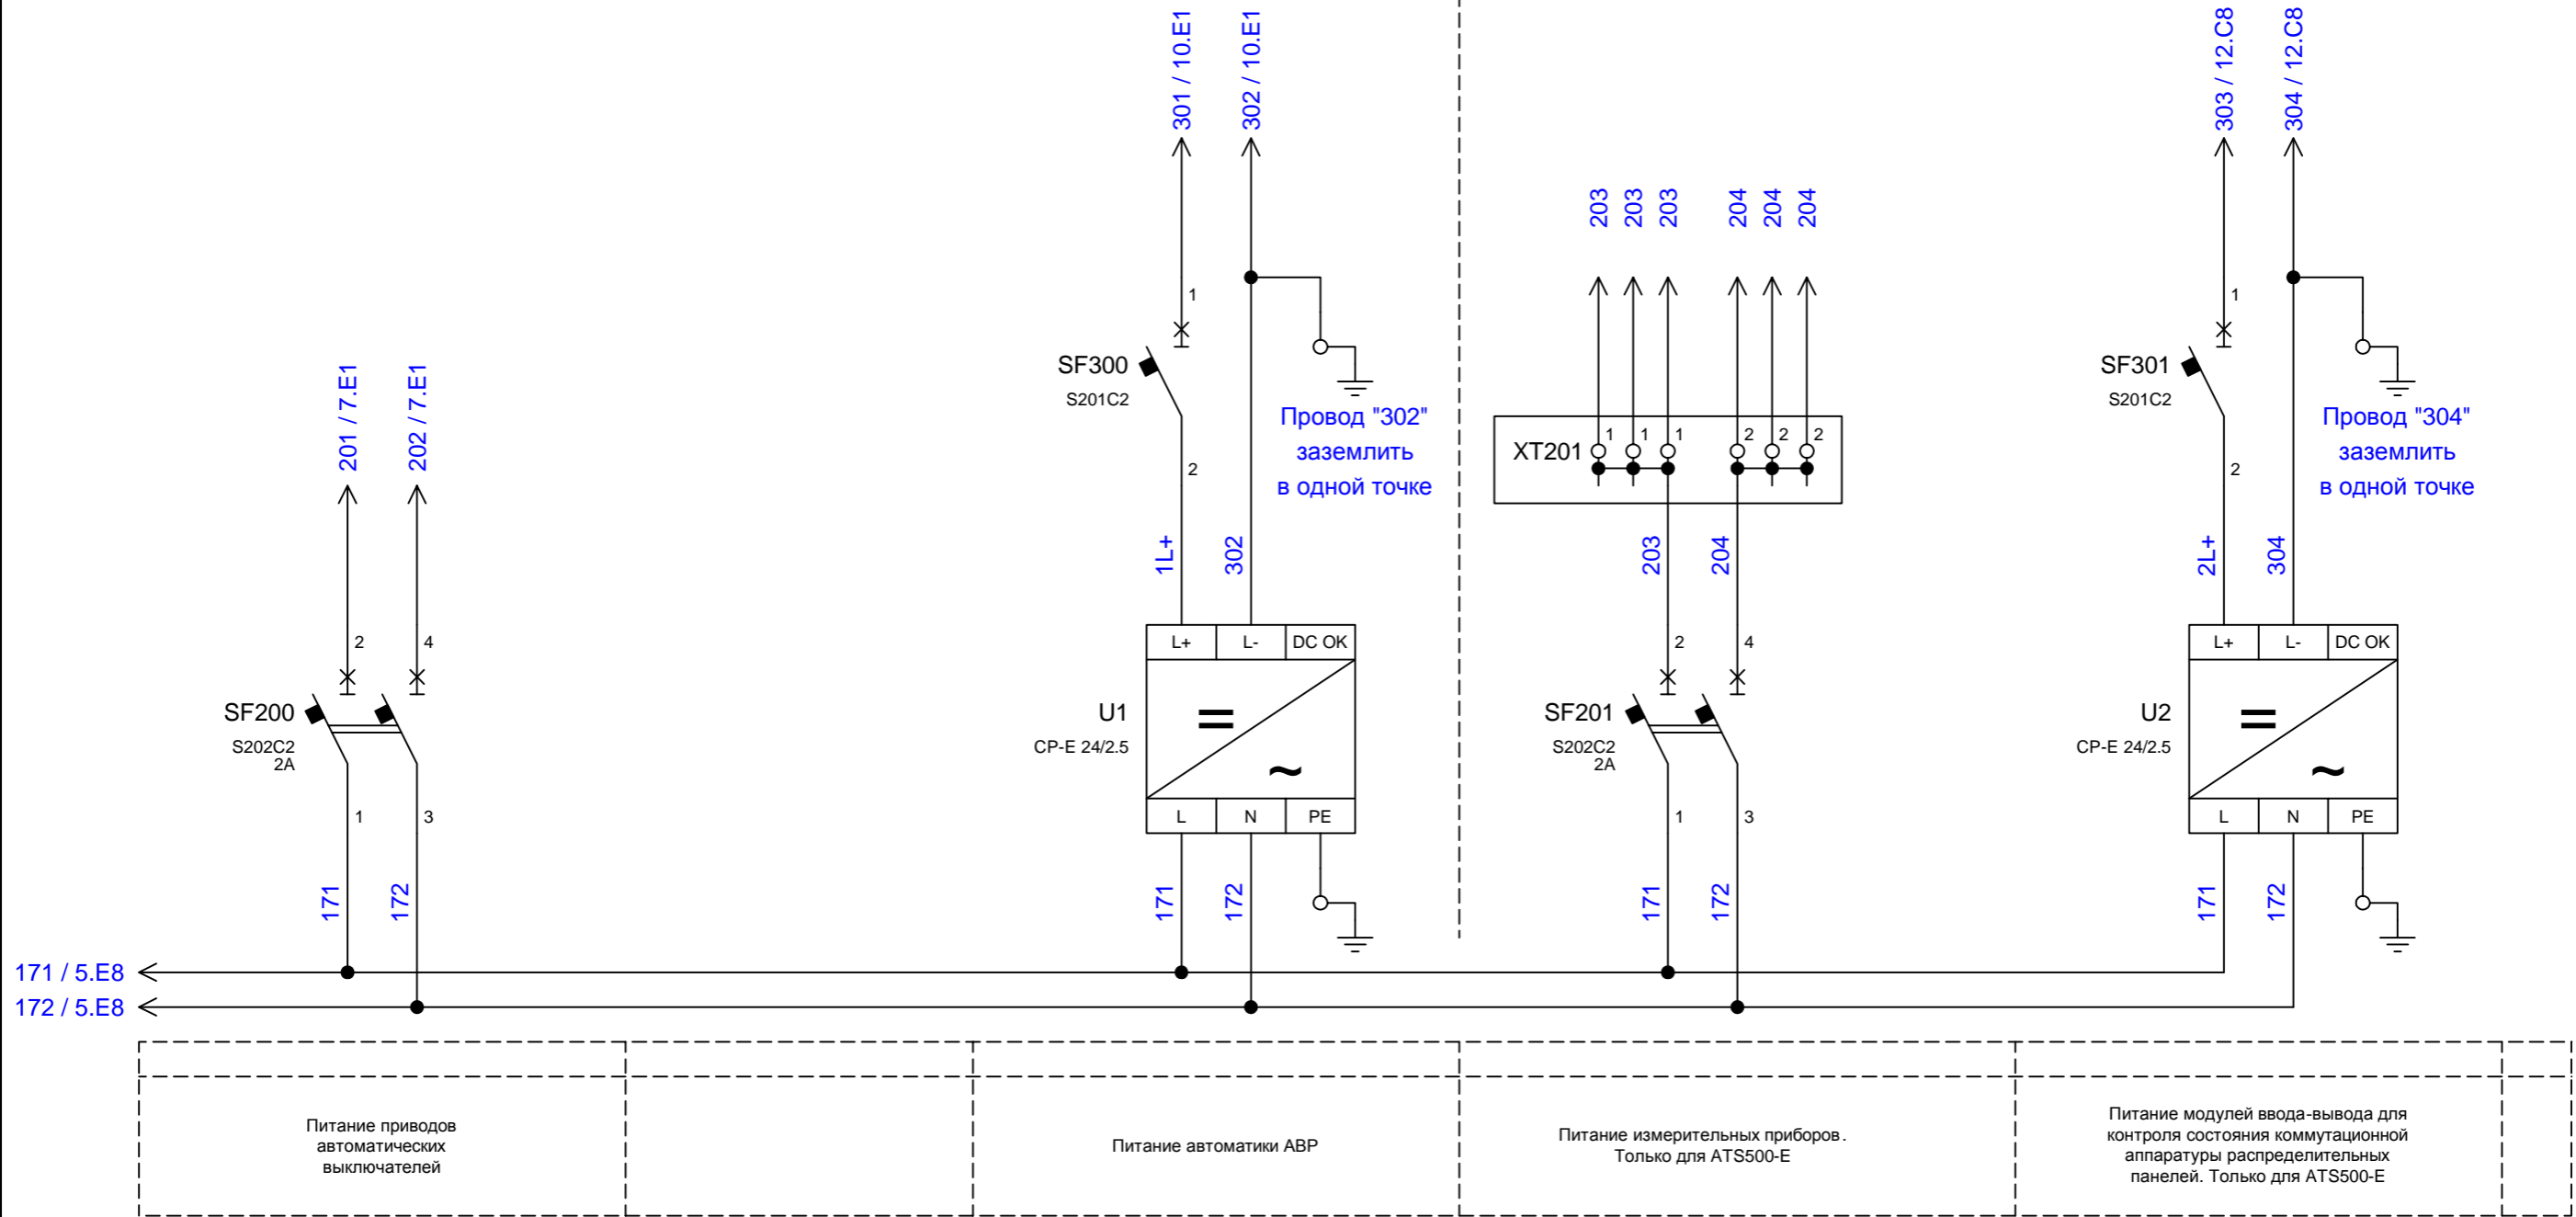 301 / 10.E1
302 / 10.E1
303 / 12.C8
304 / 12.C8
203
203
203
204
204
204
201 / 7.E1
202 / 7.E1
1
1
SF300
S201C2
SF301
S201C2
Провод "302"
заземлить
в одной точке
XT201
1
1
1
2
2
2
Провод "304"
заземлить
в одной точке
2
2
1L+
302
203
204
2L+
304
2
4
L+
L-
DC OK
2
4
L+
L-
DC OK
SF200
S202C2
2A
U1
CP-E 24/2.5
=
~
SF201
S202C2
2A
U2
CP-E 24/2.5
=
~
1
3
L
N
PE
1
3
L
N
PE
171
172
171
172
171
172
171
172
171 / 5.E8
172 / 5.E8
Питание приводов
автоматических
выключателей
Питание автоматики АВР
Питание измерительных приборов.
Только для ATS500-E
Питание модулей ввода-вывода для
контроля состояния коммутационной
аппаратуры распределительных
панелей. Только для ATS500-E